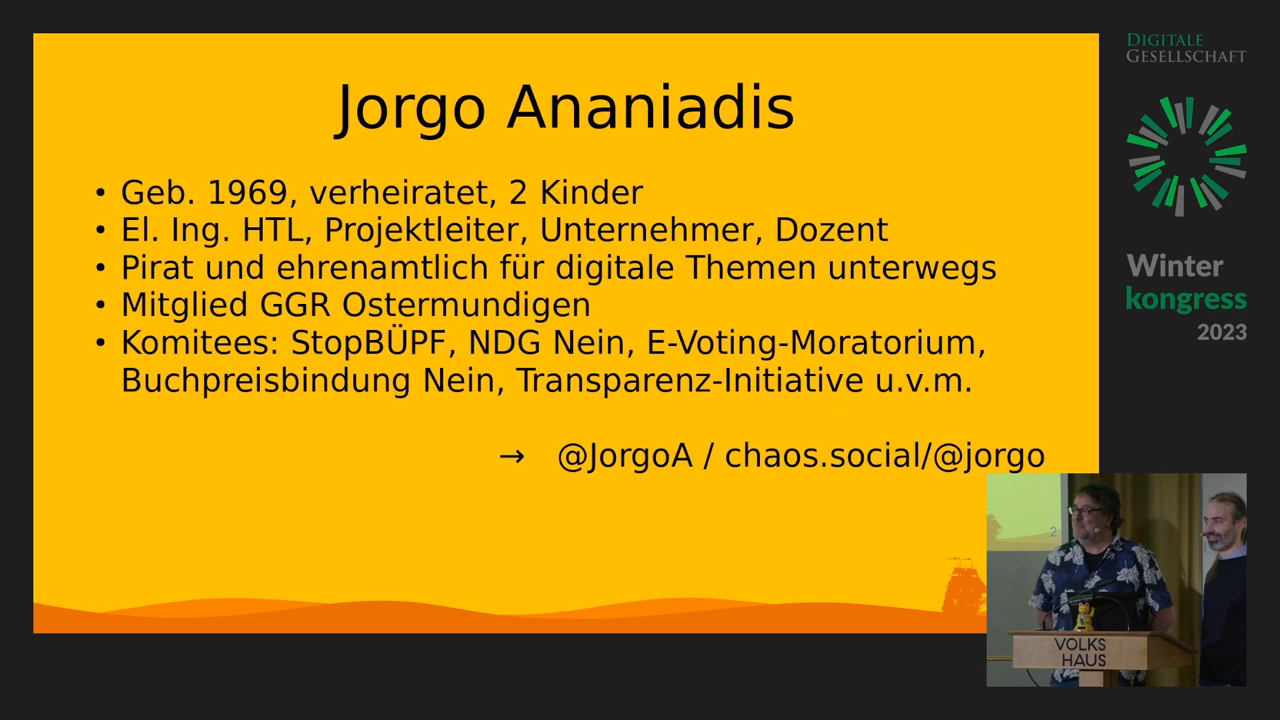 Jorgo Ananiadis
• Geb. 1969, verheiratet, 2 Kinder
• El. Ing. HTL, Projektleiter, Unternehmer, Dozent
• Pirat und ehrenamtlich für digitale Themen unterwegs
• Mitglied GGR Ostermundigen
• Komitees: StopBÜPF, NDG Nein, E-Voting-Moratorium,
Buchpreisbindung Nein, Transparenz-Initiative u.v.m.
→ @JorgoA / chaos.social/@jorgo
DIGITALE
GESELLSCHAFT
Winter
kongress
2023
2
VOLKS
HAUS